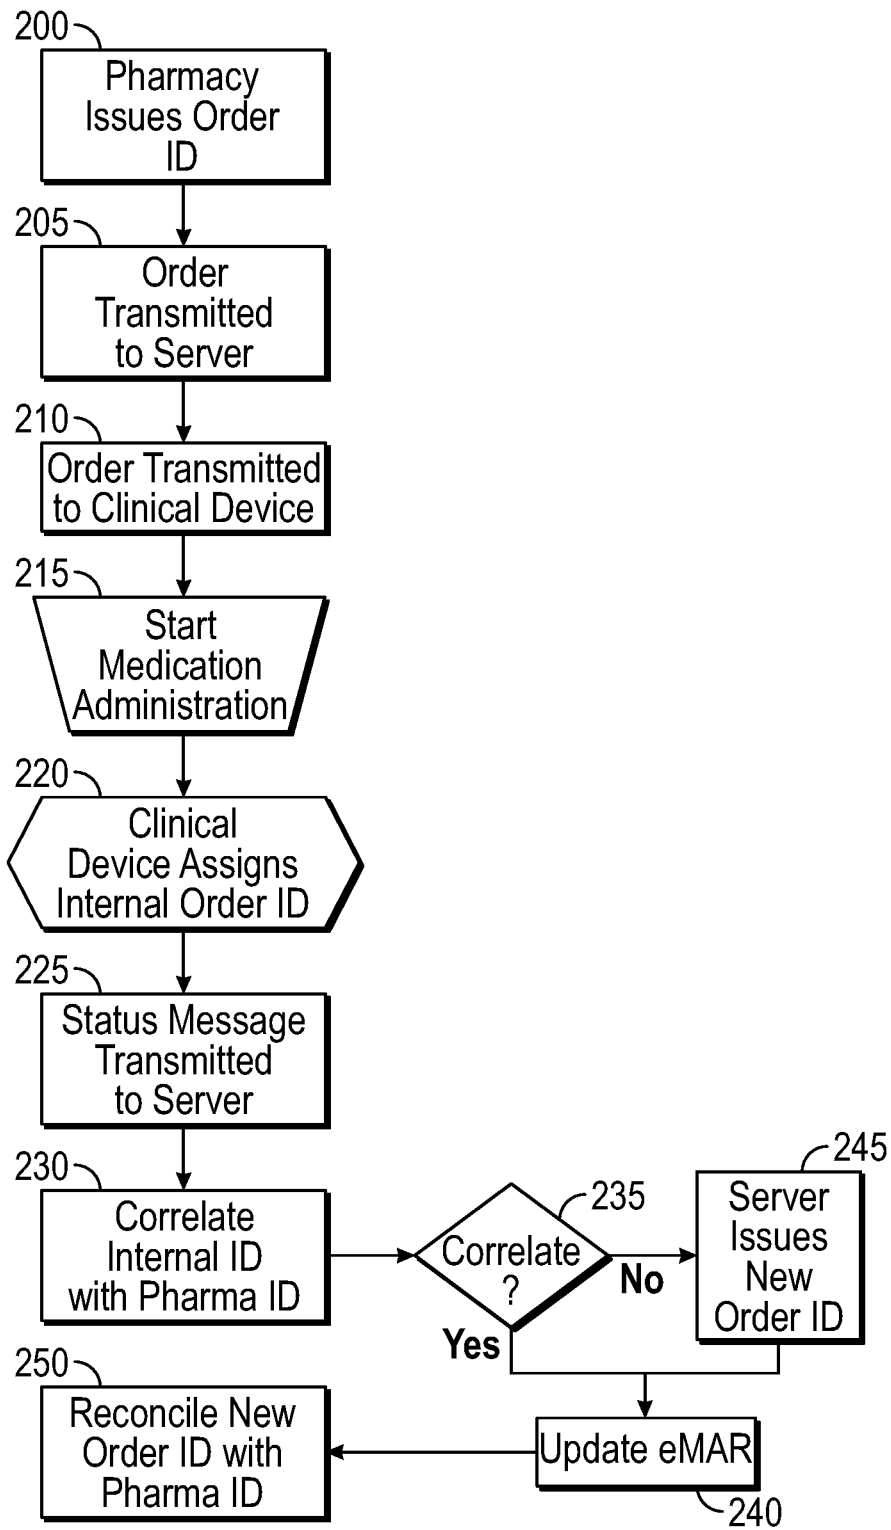 200
Pharmacy
Issues Order
ID
205
Order
Transmitted
to Server
210
Order Transmitted
to Clinical Device
215
Start
Medication
Administration
220
Clinical
Device Assigns
Internal Order ID
225
Status Message
Transmitted
to Server
230
Correlate
Internal ID
with Pharma ID
235
Correlate
?
No
Yes
245
Server
Issues
New
Order ID
Update eMAR
240
250
Reconcile New
Order ID with
Pharma ID